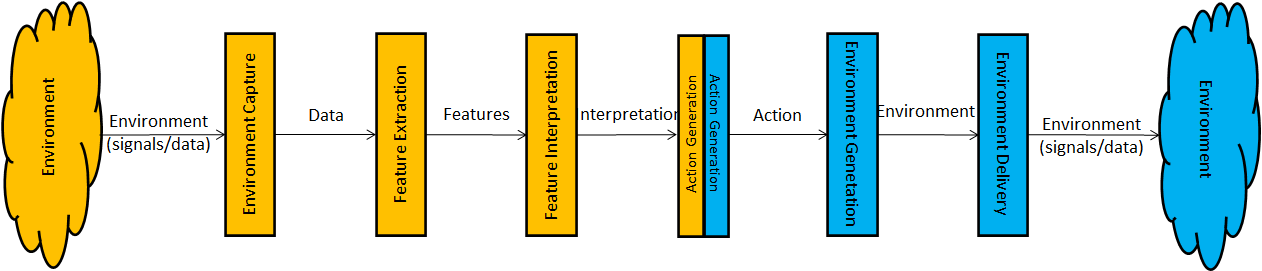 Environment
Environment
(signals/data)
Environment Capture
Data
Feature Extraction
Features
Feature Interpretation
Interpretation
Action Generation
Action Generation
Action
Environment Genetation
Environment
Environment Delivery
Environment
(signals/data)
Environment